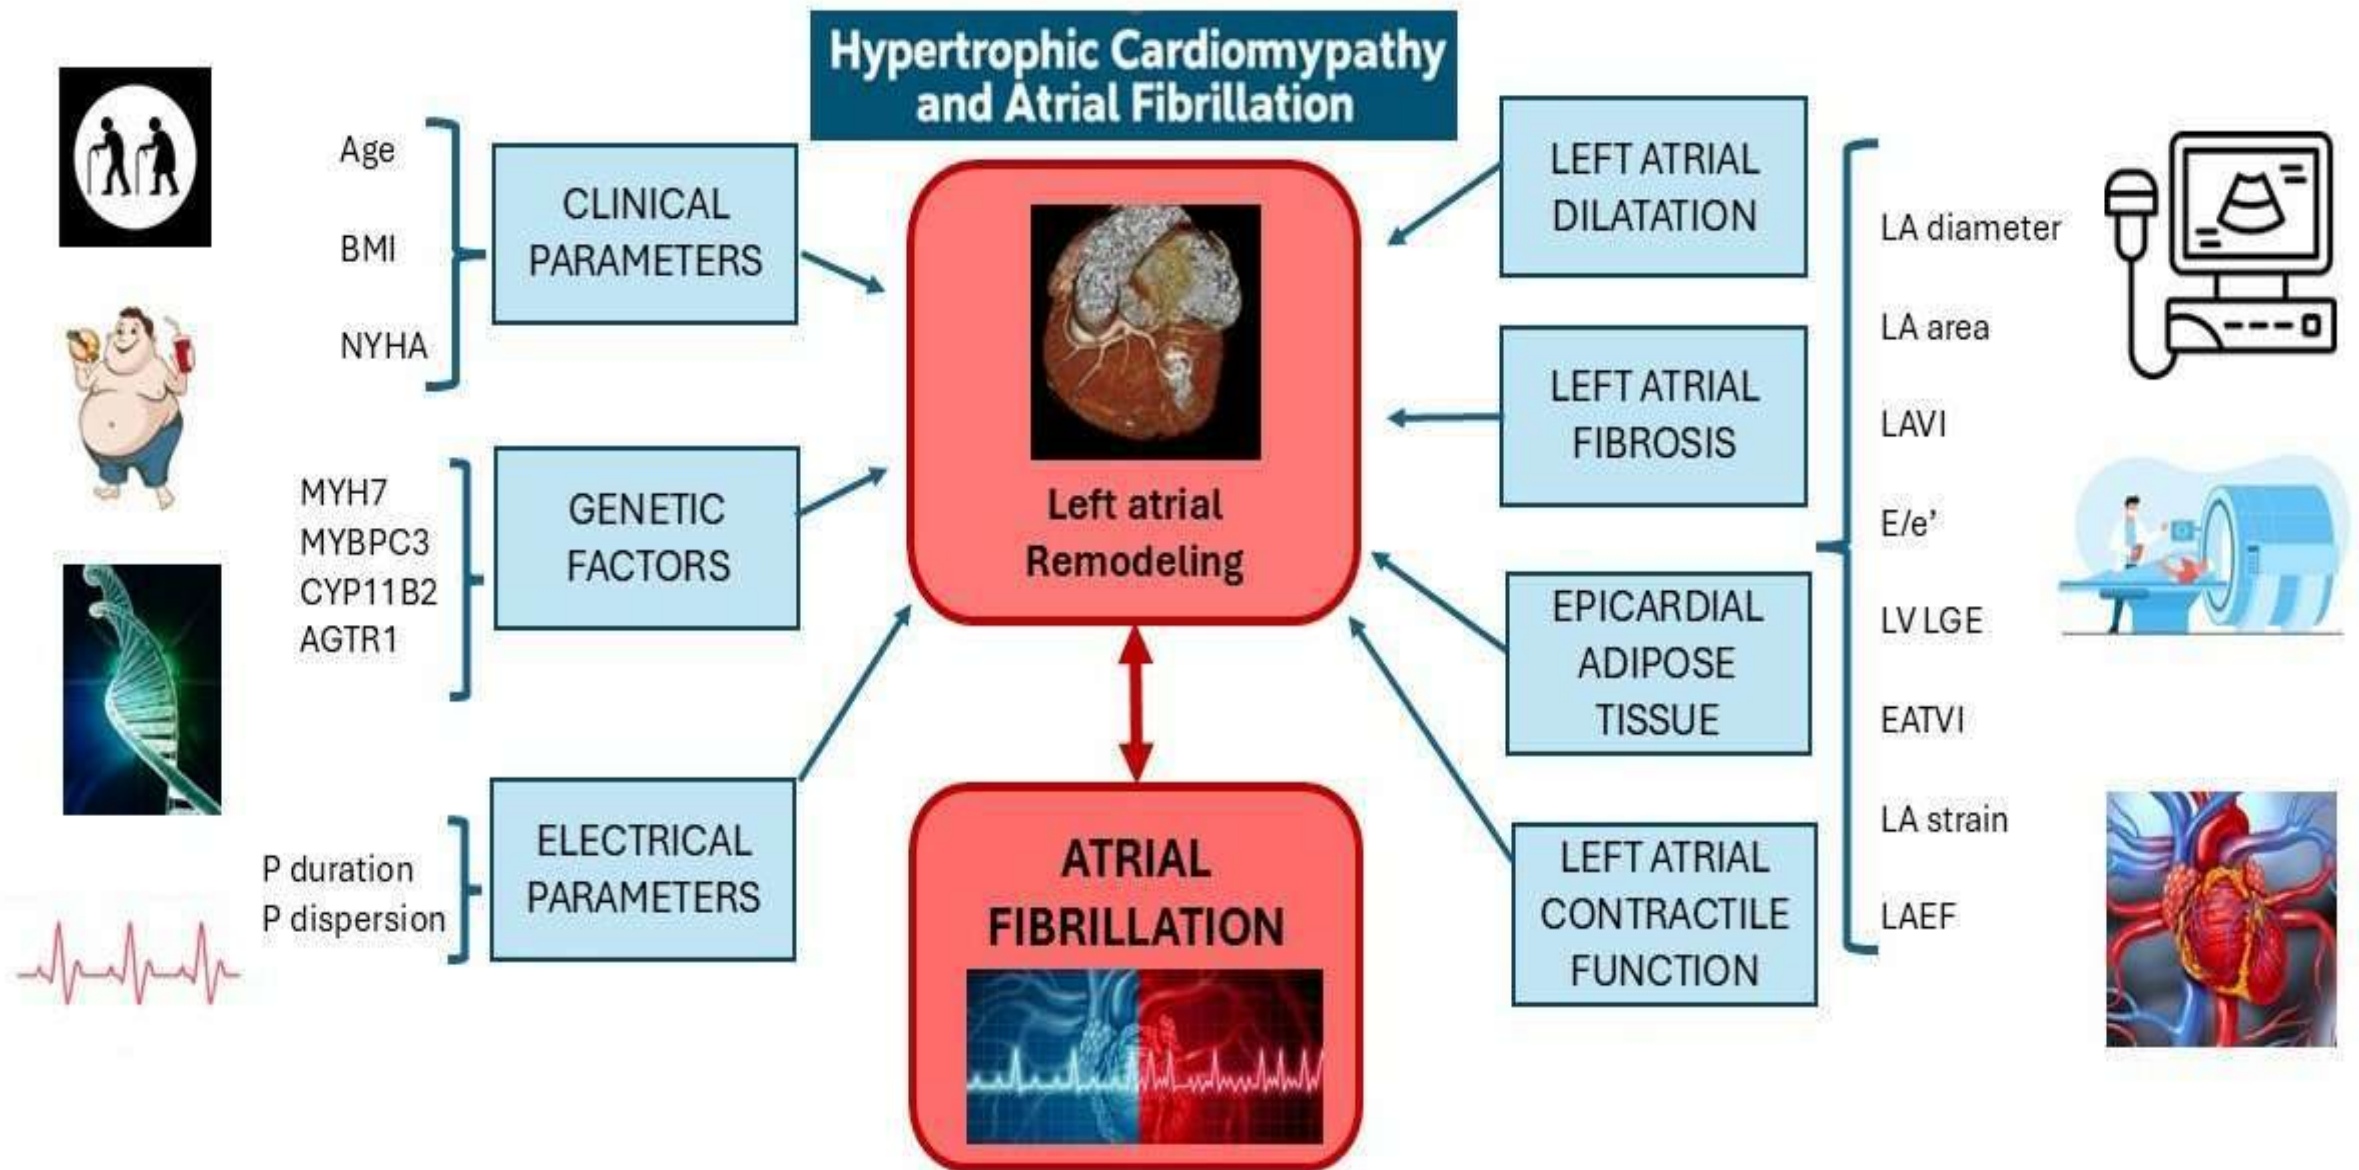 Hypertrophic Cardiomypathy
and Atrial Fibrillation
Age
BMI
NYHA
CLINICAL
PARAMETERS
MYH7
MYBPC3
CYP11B2
AGTR1
GENETIC
FACTORS
P duration
P dispersion
ELECTRICAL
PARAMETERS
Left atrial
Remodeling
ATRIAL
FIBRILLATION
LEFT ATRIAL
DILATATION
LEFT ATRIAL
FIBROSIS
EPICARDIAL
ADIPOSE
TISSUE
LEFT ATRIAL
CONTRACTILE
FUNCTION
LA diameter
LA area
LAVI
E/e’
LV LGE
EATVI
LA strain
LAEF